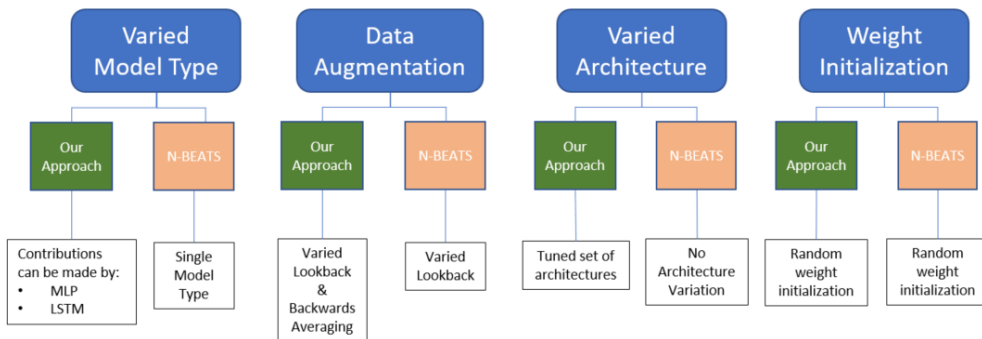 Varied
Model Type
Data
Augmentation
Varied
Architecture
Weight
Initialization
Our
Approach
N-BEATS
Our
Approach
N-BEATS
Our
Approach
N-BEATS
Our
Approach
N-BEATS
Contributions
can be made by:
• MLP
• LSTM
Single
Model
Type
Varied
Lookback
&
Backwards
Averaging
Varied
Lookback
Tuned set of
architectures
No
Architecture
Variation
Random
weight
initialization
Random
weight
initialization